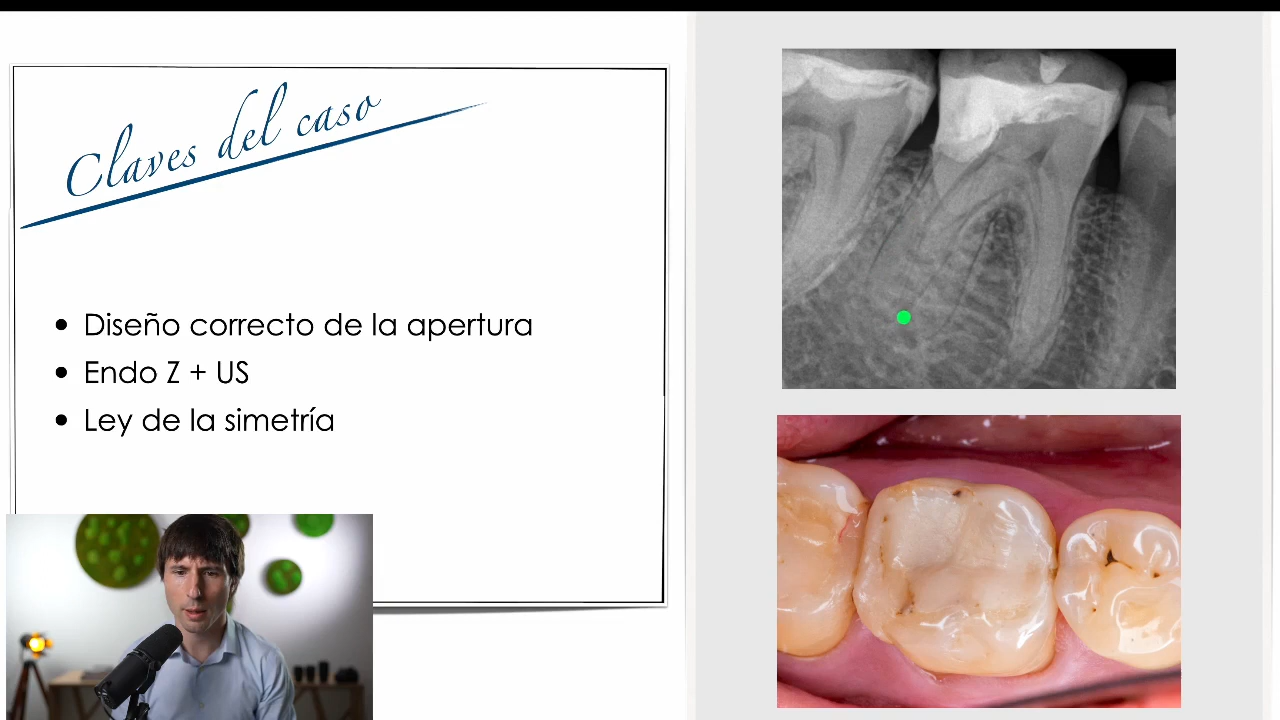 Claves del caso
Diseño correcto de la apertura
Endo Z + US
Ley de la simetría